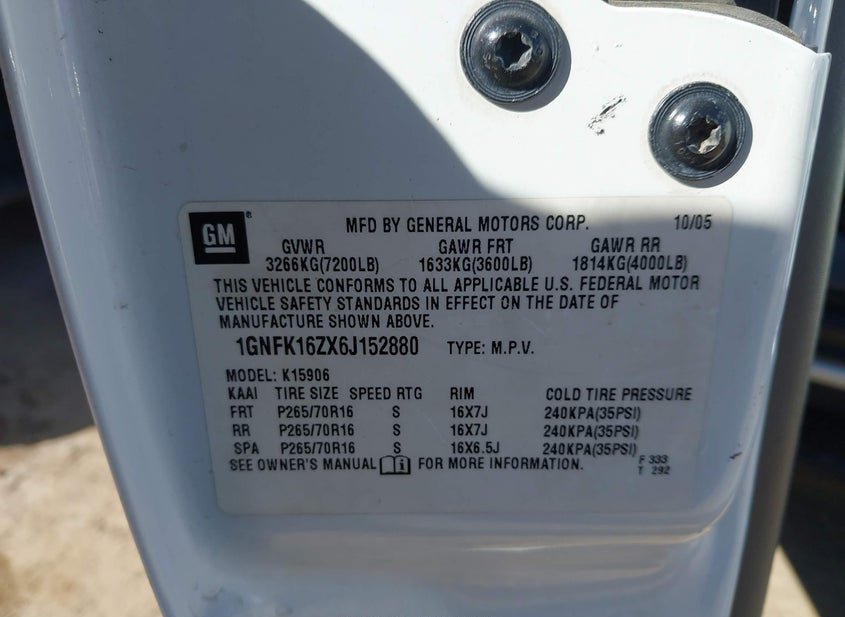 GM ® MFD BY GENERAL MOTORS CORP. 10/05
GVWR GAWR FRT GAWR RR
3266KG(7200LB) 1633KG(3600LB) 1814KG(4000LB)
THIS VEHICLE CONFORMS TO ALL APPLICABLE U.S. FEDERAL MOTOR
VEHICLE SAFETY STANDARDS IN EFFECT ON THE DATE OF
MANUFACTURE SHOWN ABOVE.
1GNFK16ZX6J152880 TYPE: M.P.V.
MODEL: K15906
KAAI TIRE SIZE SPEED RTG RIM COLD TIRE PRESSURE
FRT P265/70R16 S 16X7J 240KPA(35PSI)
RR P265/70R16 S 16X7J 240KPA(35PSI)
SPA P265/70R16 S 16X6.5J 240KPA(35PSI)
SEE OWNER'S MANUAL FOR MORE INFORMATION.
F 333
T 292